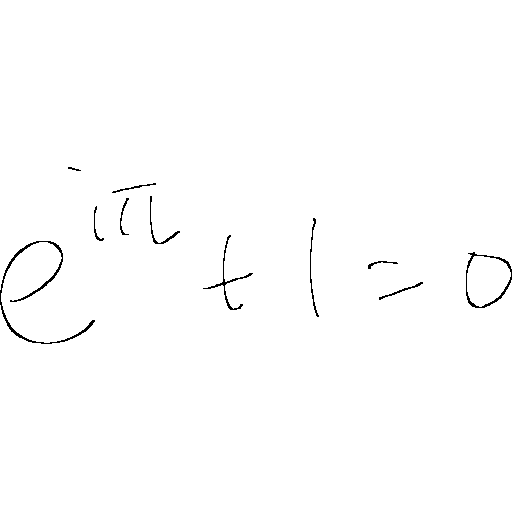 e^{iπ} + 1 = 0